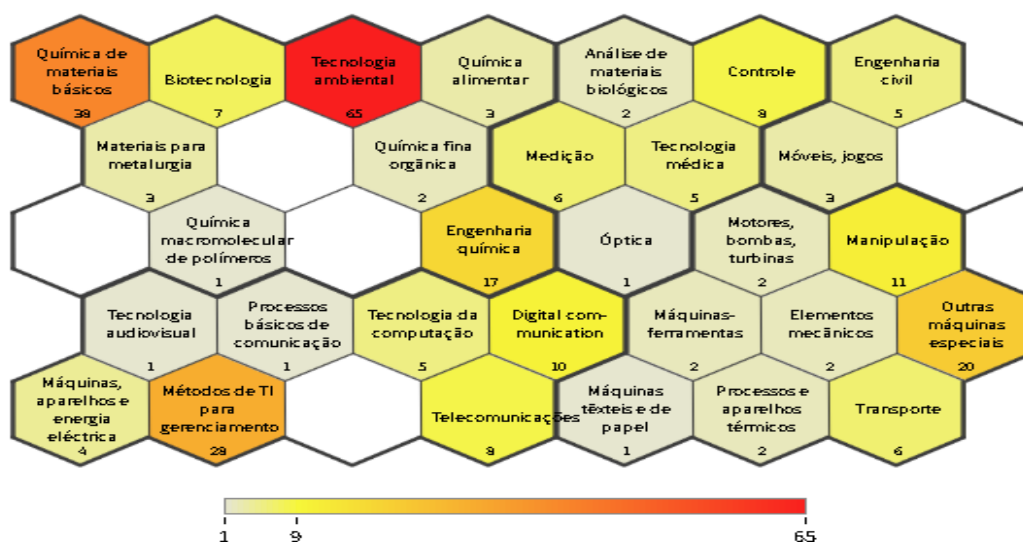 Química de
materiais
básicos
38
Biotecnologia
7
Tecnologia
ambiental
65
Química
alimentar
3
Análise de
materiais
biológicos
2
Controle
9
Engenharia
civil
5
Materiais para
metalurgia
3
Química fina
orgânica
2
Medição
6
Tecnologia
médica
5
Móveis, jogos
3
Química
macromolecular
de polímeros
1
Engenharia
química
17
Óptica
1
Motores,
bombas,
turbinas
2
Manipulação
11
Tecnologia
audiovisual
1
Processos
básicos de
comunicação
1
Tecnologia da
computação
5
Digital com-
munication
10
Máquinas-
ferramentas
2
Elementos
mecânicos
2
Outras
máquinas
especiais
20
Máquinas,
aparelhos e
energia
eléctrica
4
Métodos de TI
para
gerenciamento
28
Telecomunicações
9
Máquinas
têxteis e de
papel
1
Processos e
aparelhos
térmicos
2
Transporte
6
1 9 65